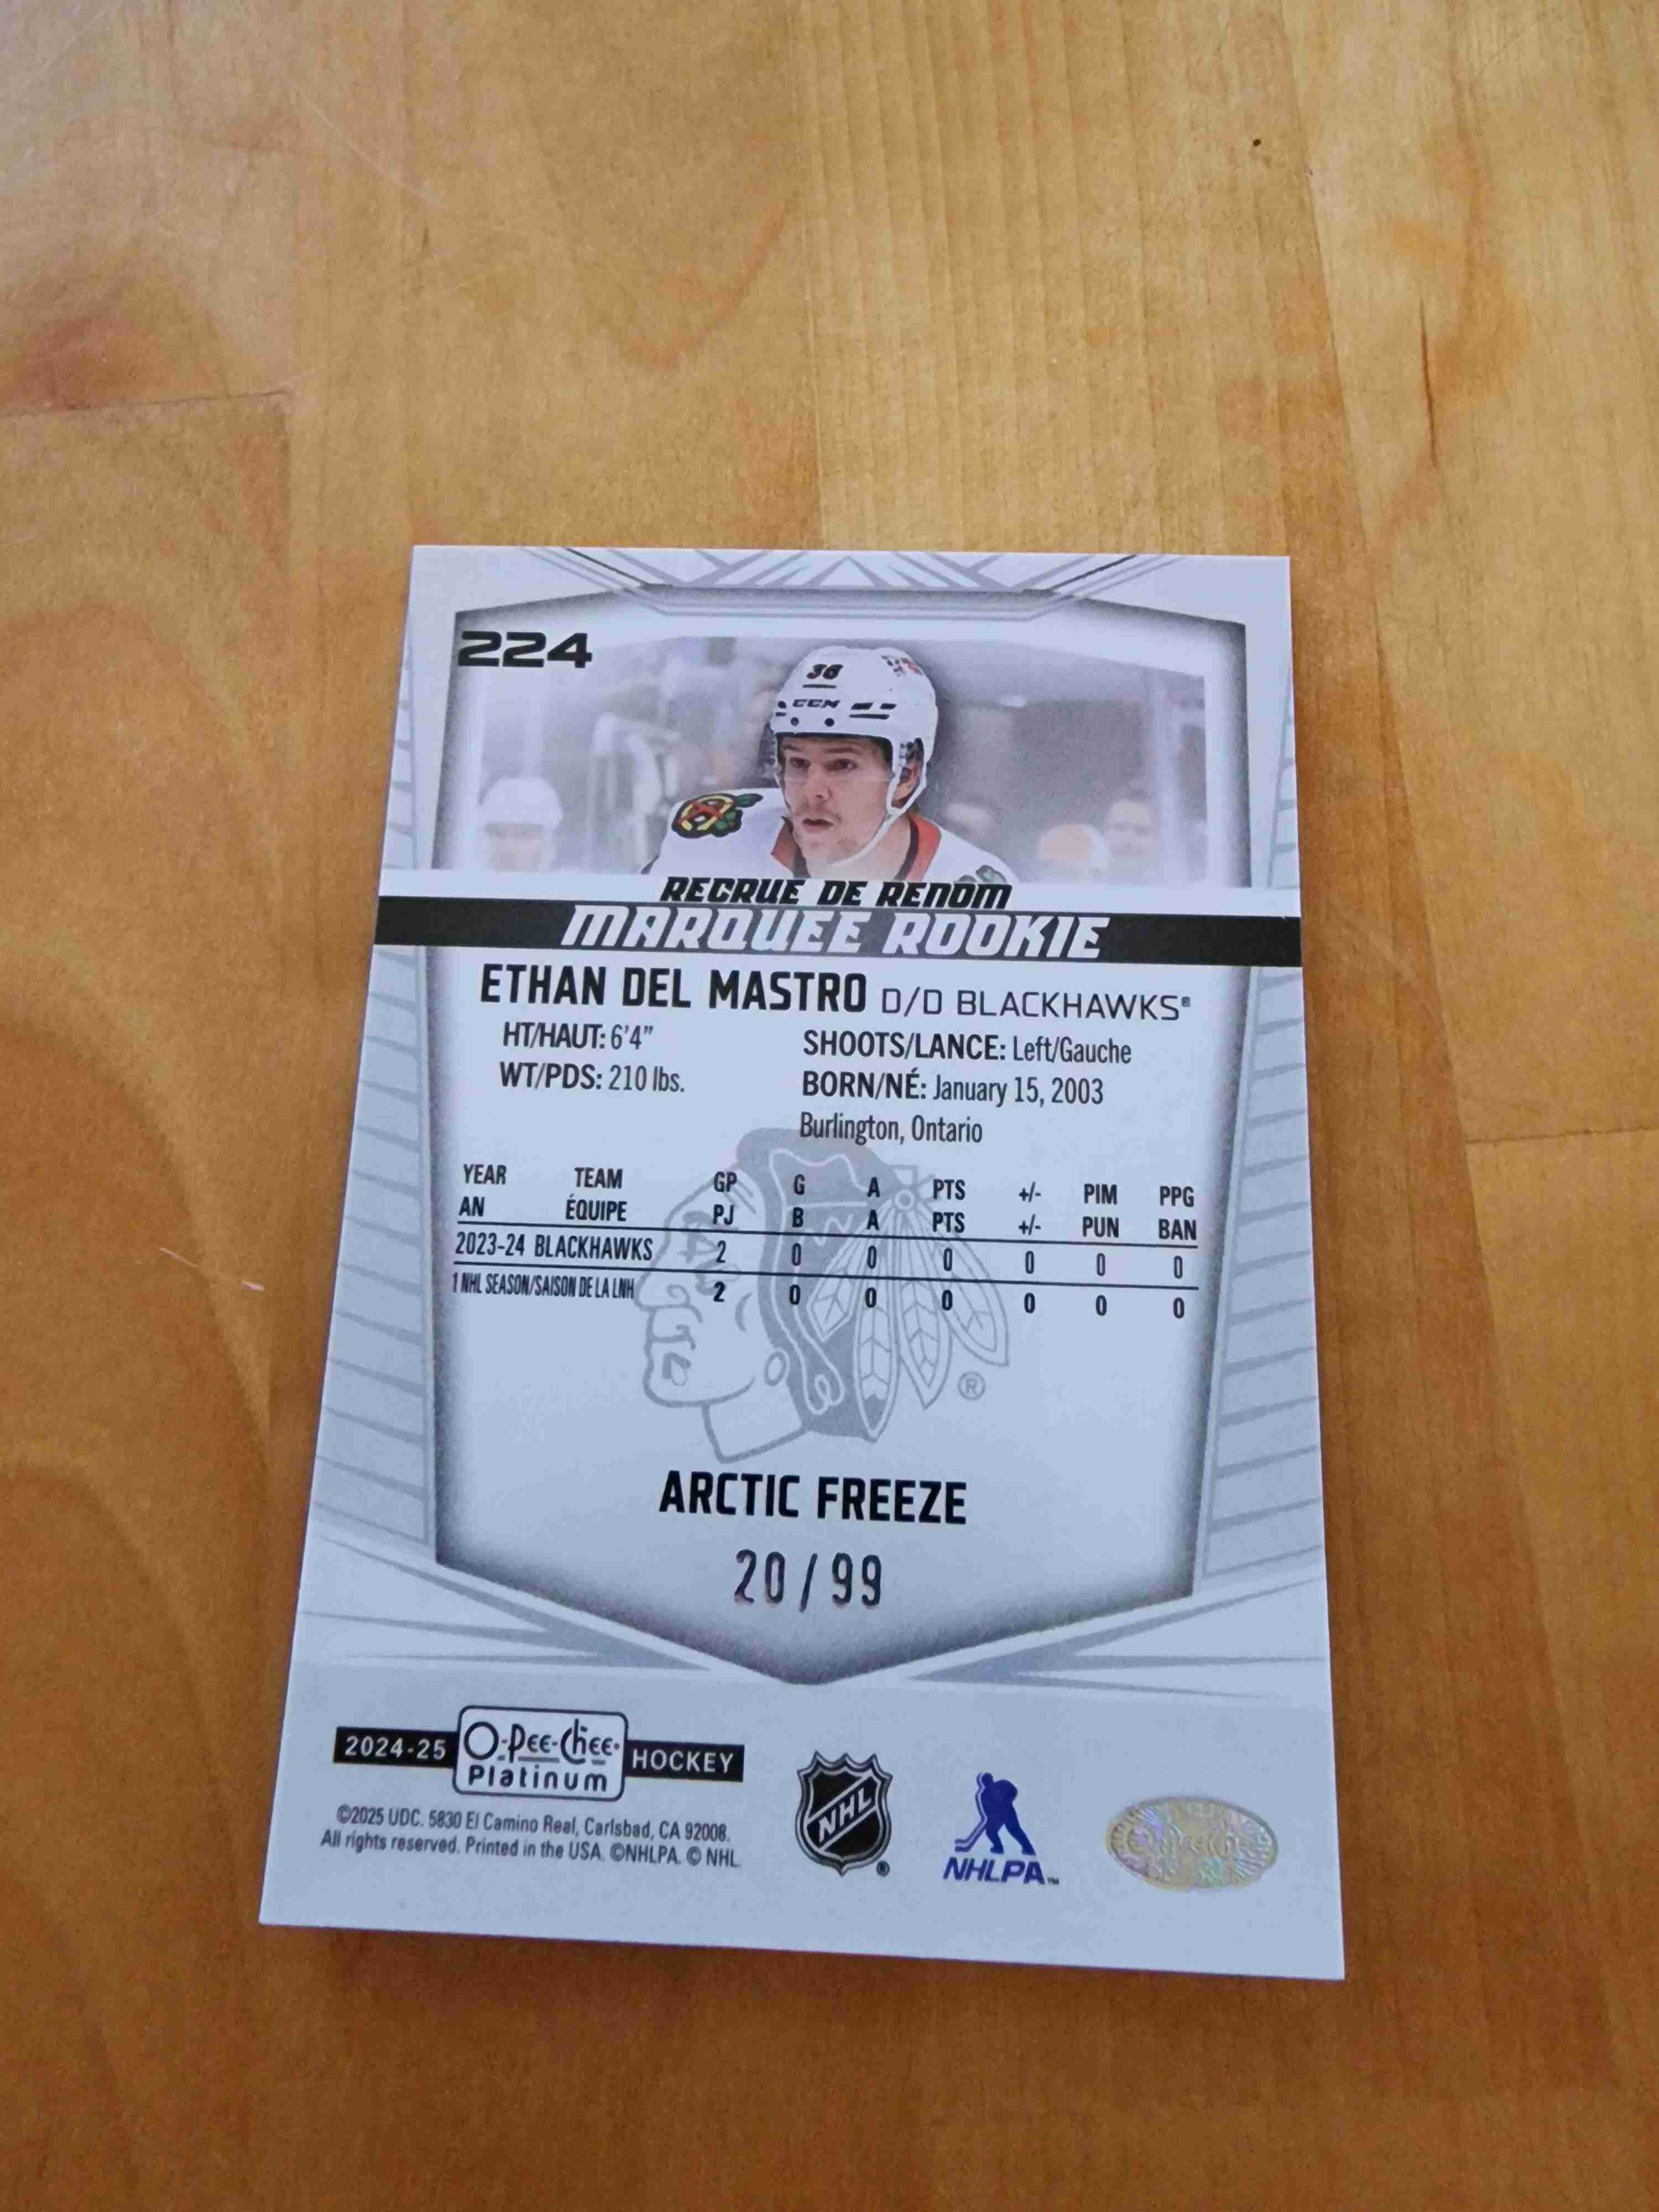 224
38
CCM
RECRUE DE RENOM
MARQUEE ROOKIE
ETHAN DEL MASTRO D/D BLACKHAWKS®
HT/HAUT: 6'4" SHOOTS/LANCE: Left/Gauche
WT/PDS: 210 lbs. BORN/NÉ: January 15, 2003
Burlington, Ontario
YEAR TEAM GP G A PTS +/- PIM PPG
AN ÉQUIPE PJ B A PTS +/- PUN BAN
2023-24 BLACKHAWKS 2 0 0 0 0 0 0
1 NHL SEASON/SAISON DE LA LNH 2 0 0 0 0 0 0
®
ARCTIC FREEZE
20/99
2024-25 O-Pee-Chee Platinum HOCKEY
©2025 UDC. 5830 El Camino Real, Carlsbad, CA 92008.
All rights reserved. Printed in the USA. ©NHLPA. © NHL
NHL ®
NHLPA™